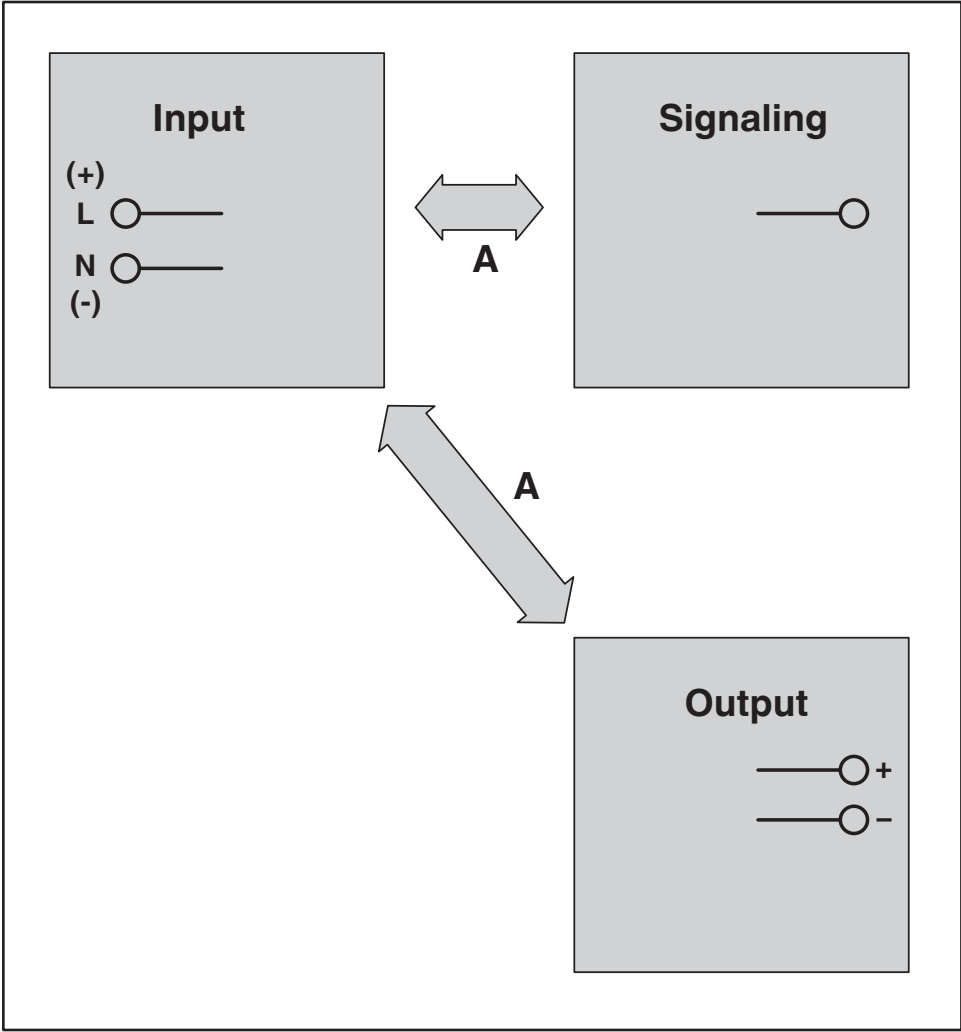 Input
(+)
L
N
(-)
Signaling
A
A
Output
+
–